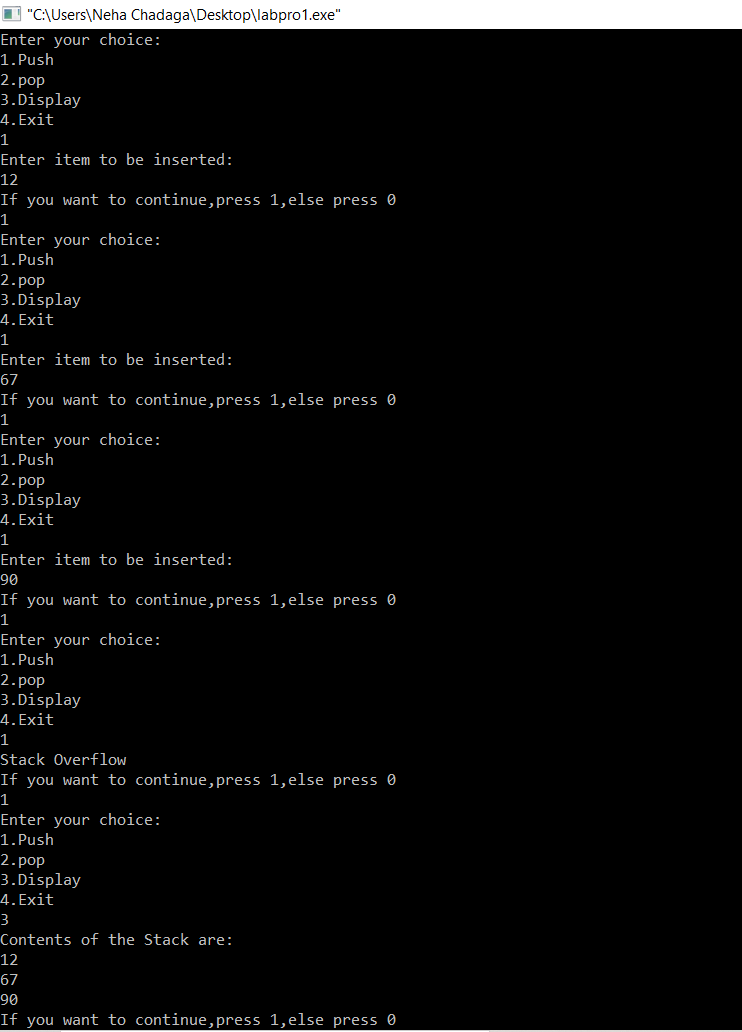 "C:\Users\Neha Chadaga\Desktop\labpro1.exe"
Enter your choice:
1.Push
2.pop
3.Display
4.Exit
1
Enter item to be inserted:
12
If you want to continue,press 1,else press 0
1
Enter your choice:
1.Push
2.pop
3.Display
4.Exit
1
Enter item to be inserted:
67
If you want to continue,press 1,else press 0
1
Enter your choice:
1.Push
2.pop
3.Display
4.Exit
1
Enter item to be inserted:
90
If you want to continue,press 1,else press 0
1
Enter your choice:
1.Push
2.pop
3.Display
4.Exit
1
Stack Overflow
If you want to continue,press 1,else press 0
1
Enter your choice:
1.Push
2.pop
3.Display
4.Exit
3
Contents of the Stack are:
12
67
90
If you want to continue,press 1,else press 0